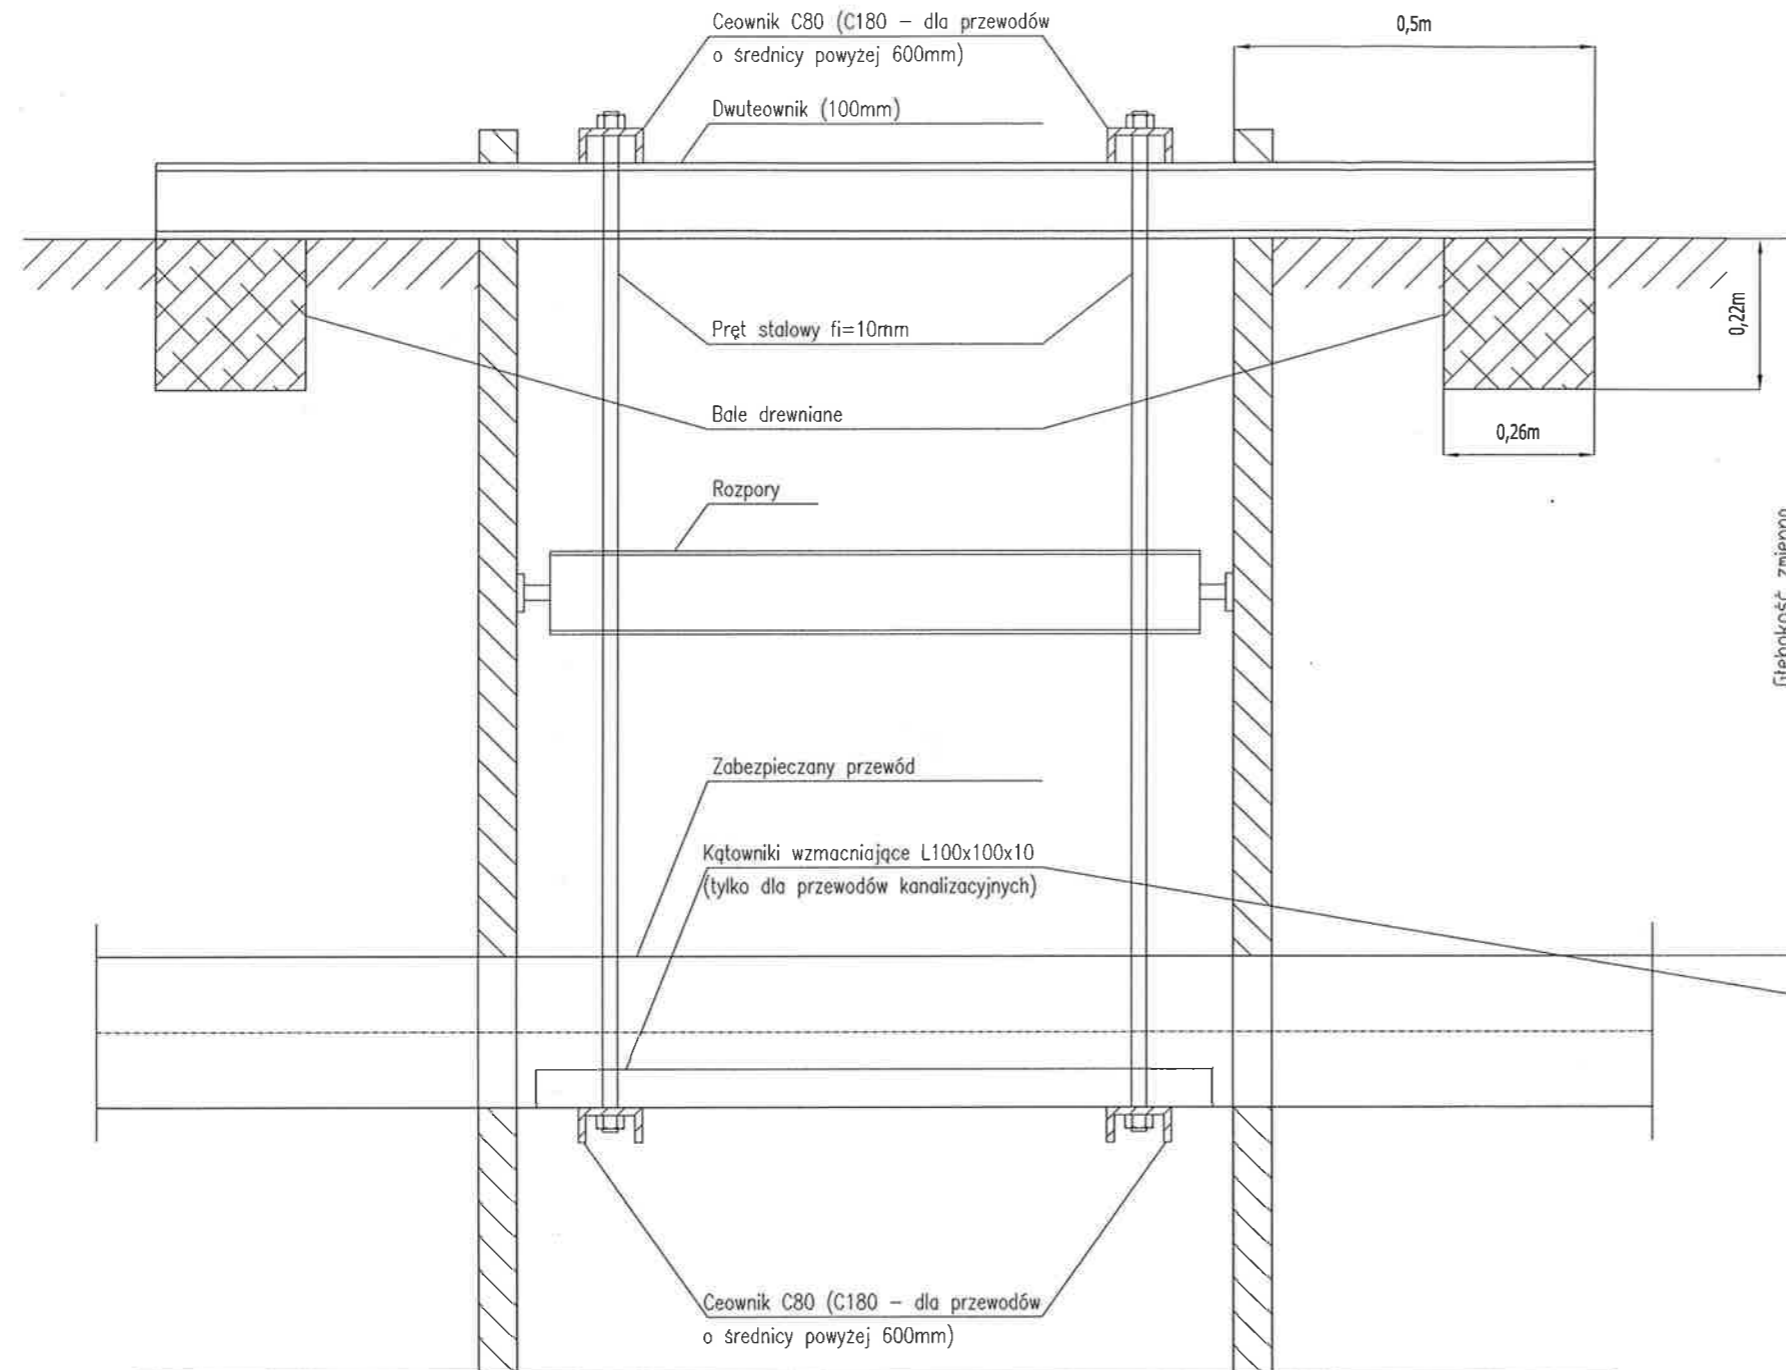 Ceownik C80 (C180 – dla przewodów
o średnicy powyżej 600mm)
0,5m
Dwuteownik (100mm)
Pręt stalowy fi=10mm
0,22m
Bale drewniane
0,26m
Rozpory
Głębokość zmienna
Zabezpieczany przewód
Kątowniki wzmacniające L100x100x10
(tylko dla przewodów kanalizacyjnych)
Ceownik C80 (C180 – dla przewodów
o średnicy powyżej 600mm)